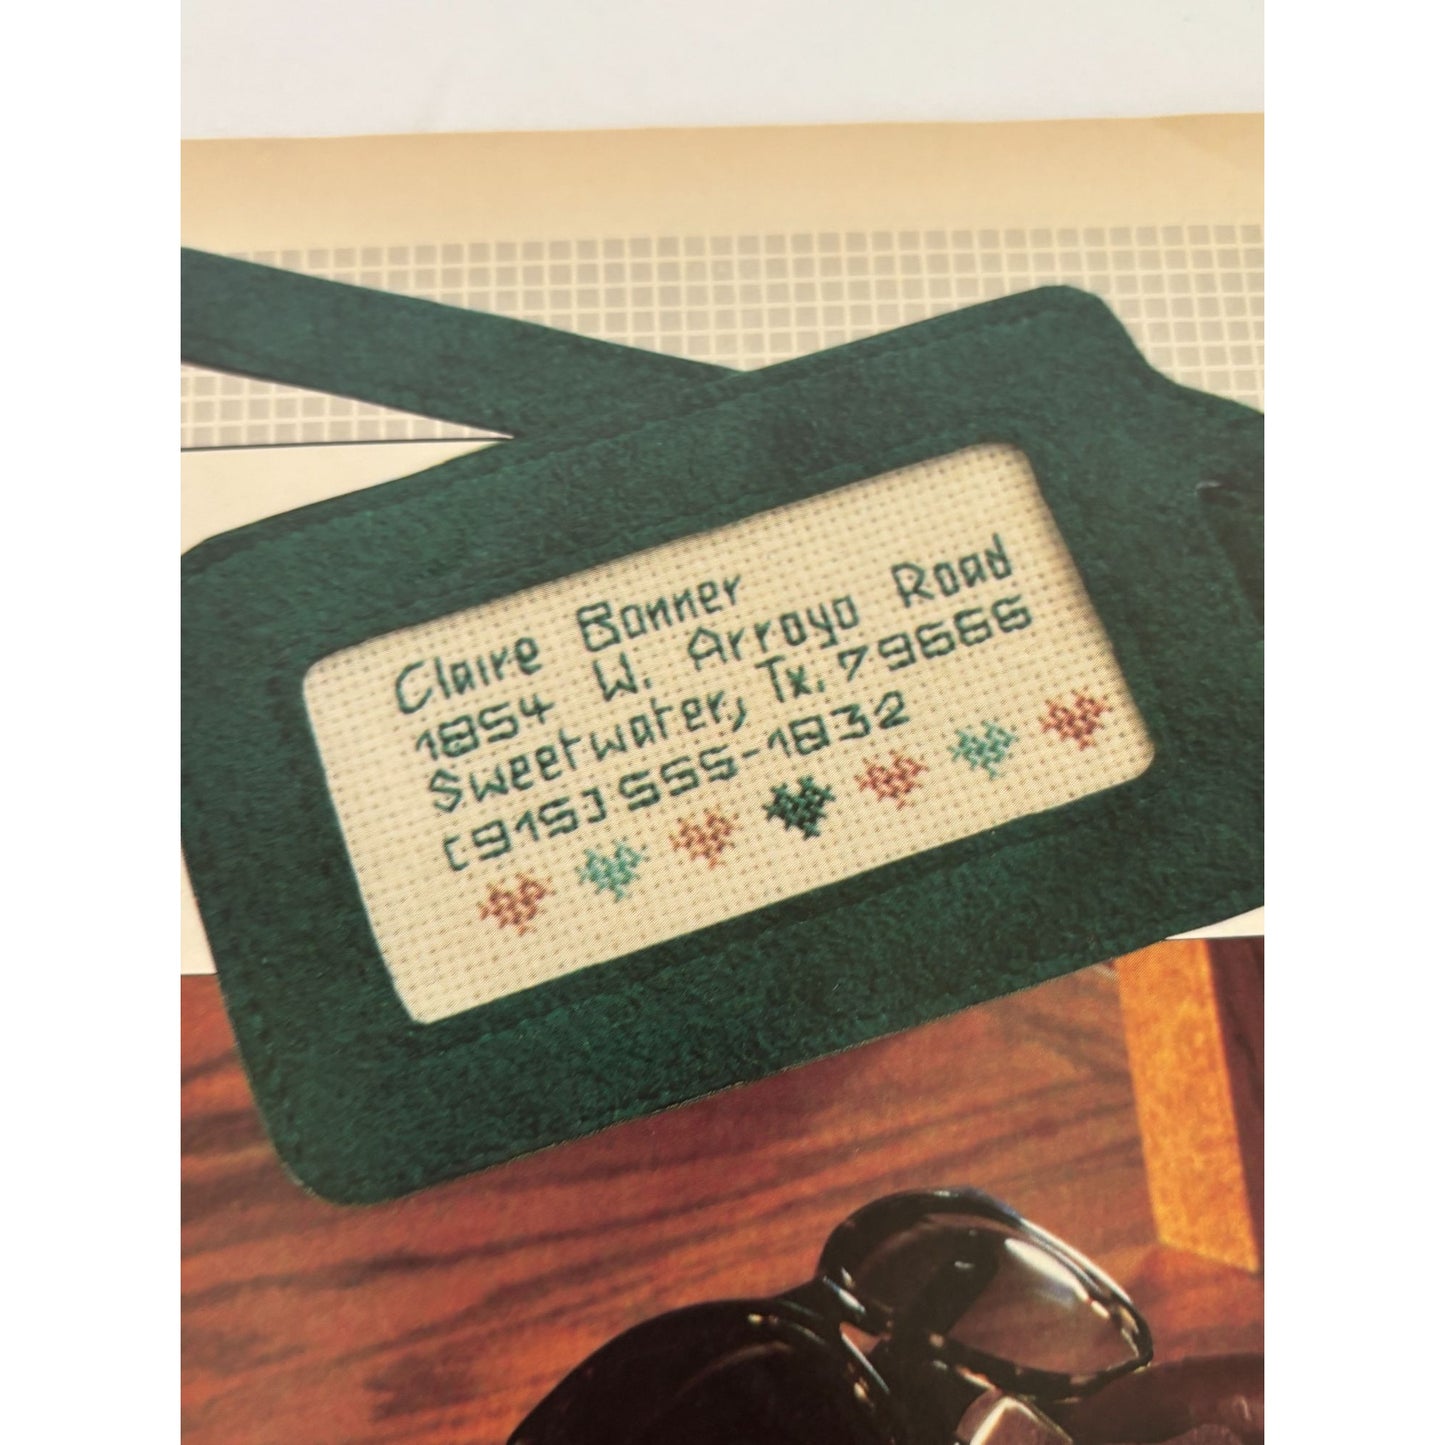 Claire Bonner
1854 W. Arroyo Road
Sweetwater, Tx. 79666
(915) 555-1832